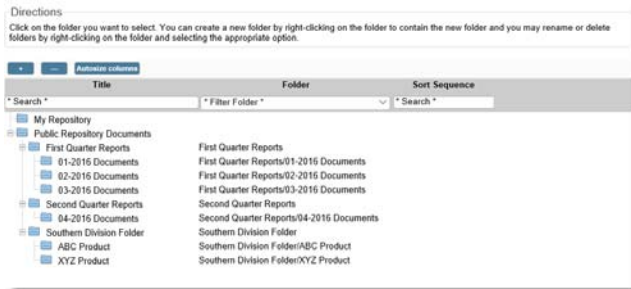 Directions
Click on the folder you want to select. You can create a new folder by right-clicking on the folder to contain the new folder and you may rename or delete
folders by right-clicking on the folder and selecting the appropriate option.
+ — Autosize columns
Title Folder Sort Sequence
* Search * * Filter Folder * * Search *
My Repository
Public Repository Documents
First Quarter Reports First Quarter Reports
01-2016 Documents First Quarter Reports/01-2016 Documents
02-2016 Documents First Quarter Reports/02-2016 Documents
03-2016 Documents First Quarter Reports/03-2016 Documents
Second Quarter Reports Second Quarter Reports
04-2016 Documents Second Quarter Reports/04-2016 Documents
Southern Division Folder Southern Division Folder
ABC Product Southern Division Folder/ABC Product
XYZ Product Southern Division Folder/XYZ Product